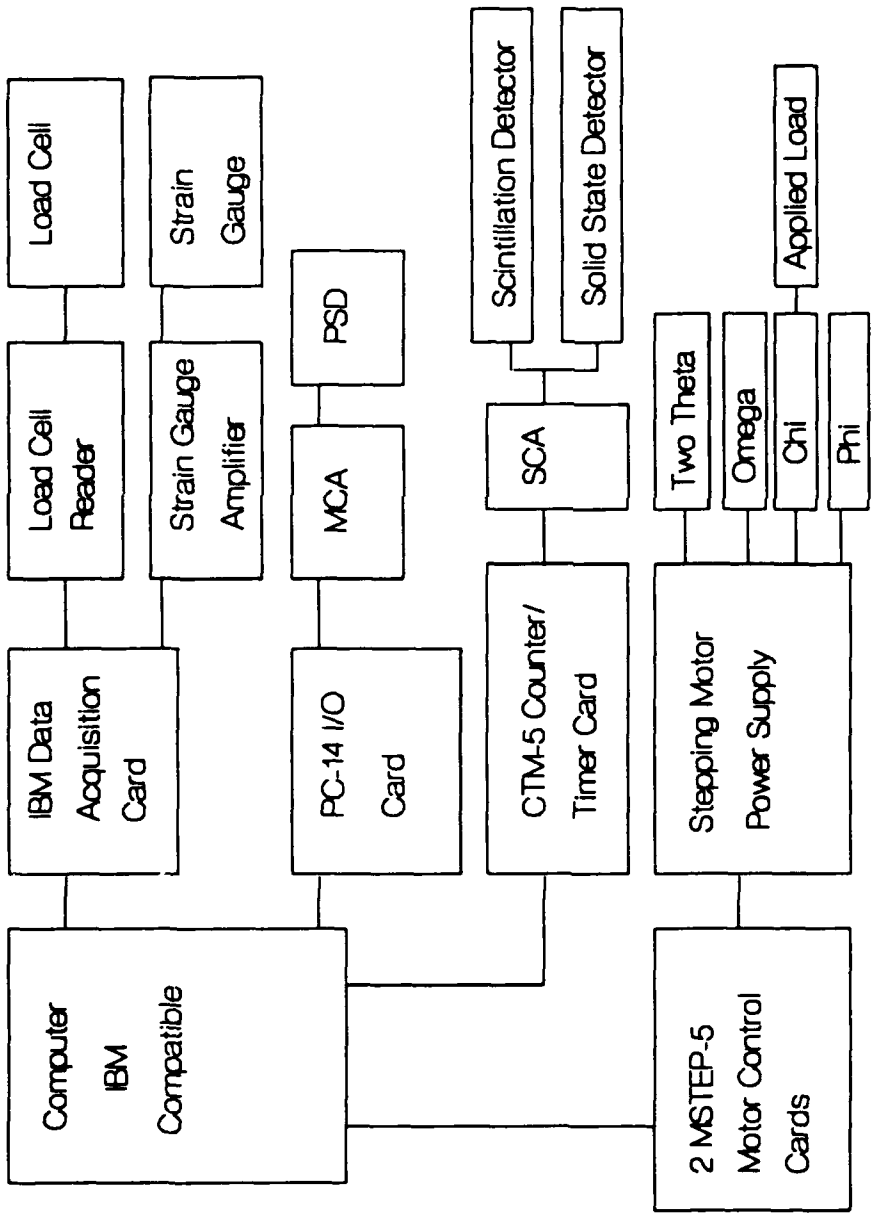 Computer
IBM
Compatible
IBM Data
Acquisition
Card
Load Cell
Reader
Load Cell
Strain Gauge
Amplifier
Strain
Gauge
PC-14 I/O
Card
MCA
PSD
CTM-5 Counter/
Timer Card
SCA
Scintillation Detector
Solid State Detector
2 MSTEP-5
Motor Control
Cards
Stepping Motor
Power Supply
Two Theta
Omega
Chi
Phi
Applied Load